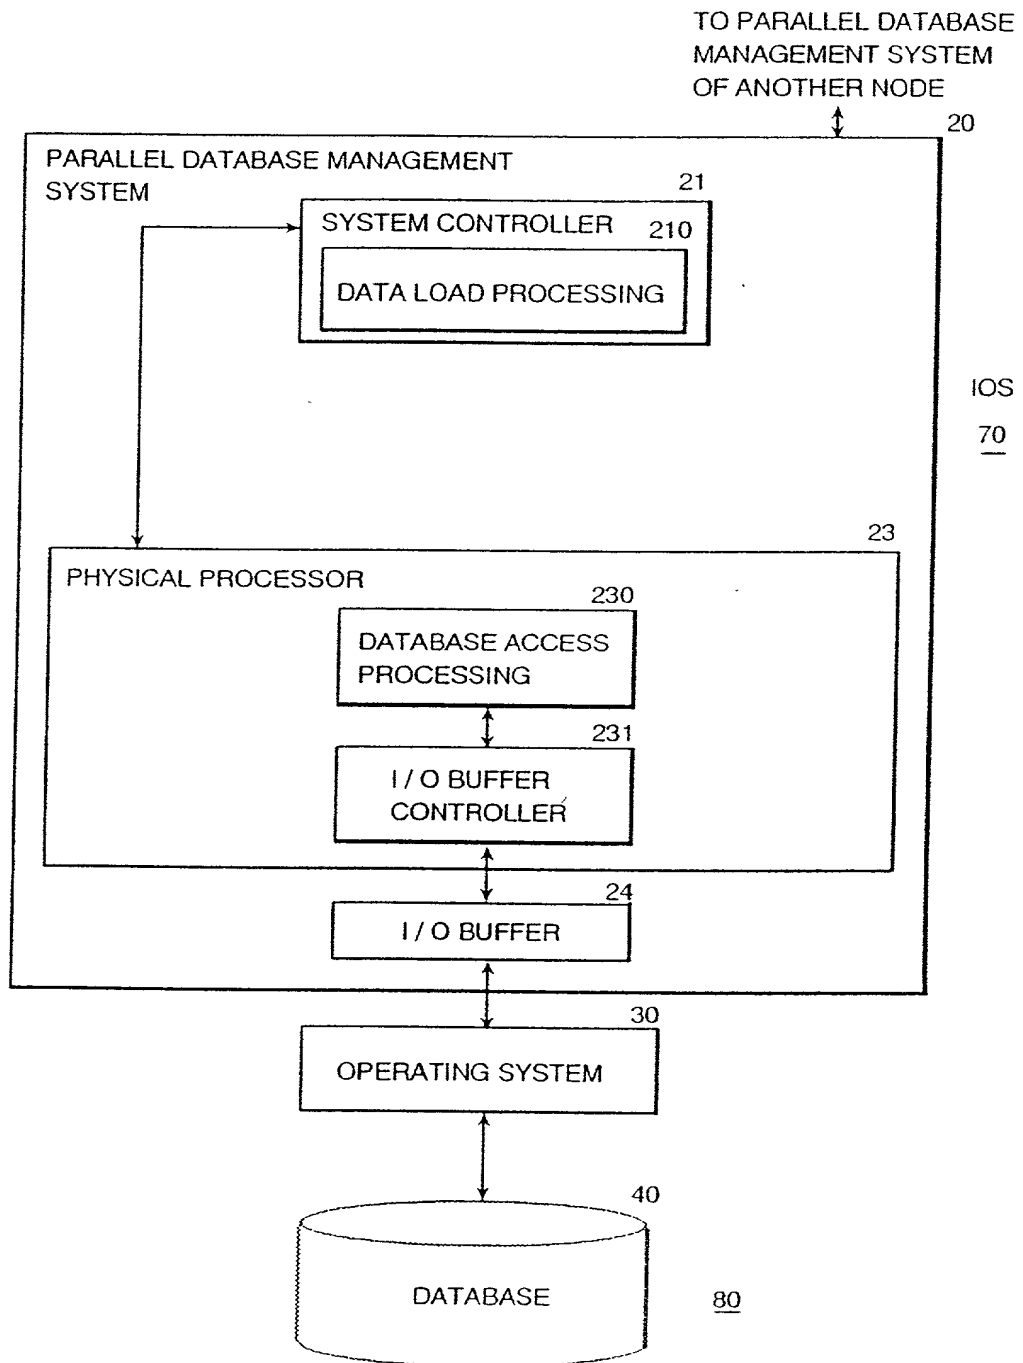 TO PARALLEL DATABASE
MANAGEMENT SYSTEM
OF ANOTHER NODE
20
PARALLEL DATABASE MANAGEMENT
SYSTEM
21
SYSTEM CONTROLLER
210
DATA LOAD PROCESSING
IOS
70
23
PHYSICAL PROCESSOR
230
DATABASE ACCESS
PROCESSING
231
I / O BUFFER
CONTROLLER
24
I / O BUFFER
30
OPERATING SYSTEM
40
DATABASE
80